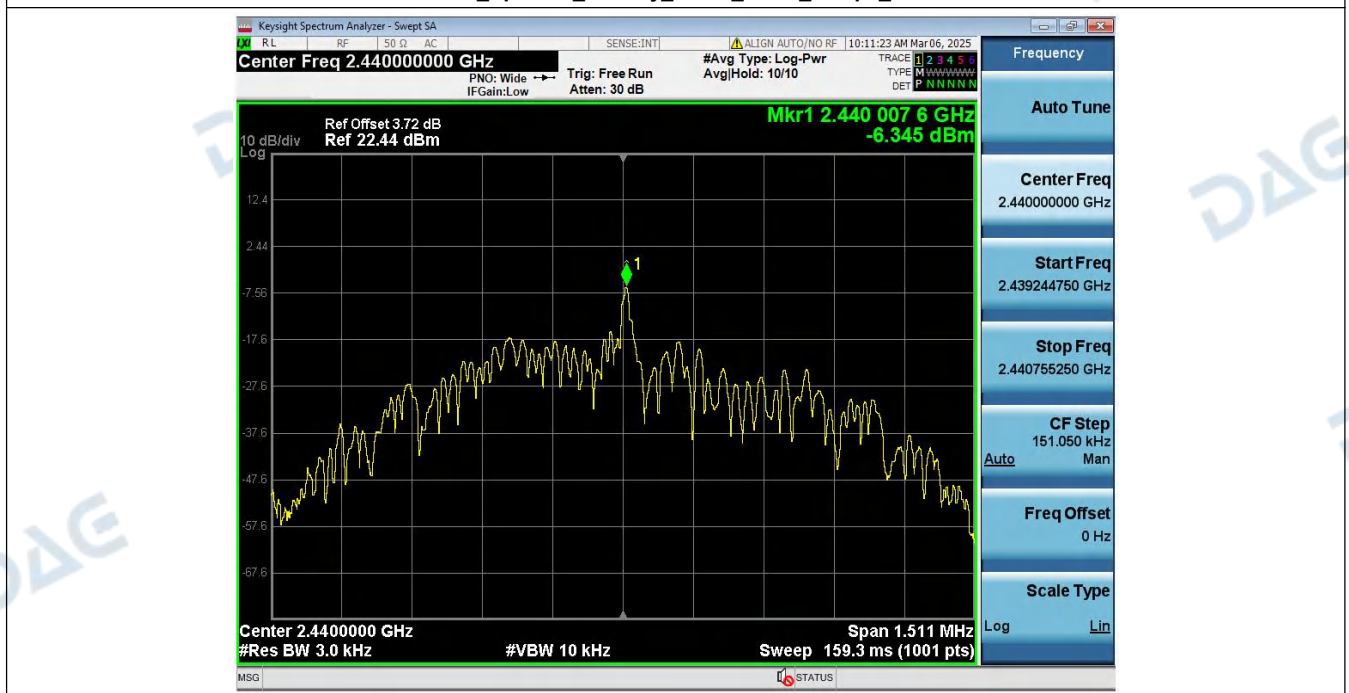 Keysight Spectrum Analyzer - Swept SA
LXI RL RF 50 Ω AC SENSE:INT ALIGN AUTO/NO RF 10:11:23 AM Mar 06, 2025
Center Freq 2.440000000 GHz
PNO: Wide
IFGain:Low
Trig: Free Run
Atten: 30 dB
#Avg Type: Log-Pwr
Avg|Hold: 10/10
TRACE 1 2 3 4 5 6
TYPE M WWWWW
DET P N N N N N
Mkr1 2.440 007 6 GHz
-6.345 dBm
Ref Offset 3.72 dB
10 dB/div Ref 22.44 dBm
Log
1
12.4
2.44
-7.56
-17.6
-27.6
-37.6
-47.6
-57.6
-67.6
Center 2.4400000 GHz
Span 1.511 MHz
#Res BW 3.0 kHz
#VBW 10 kHz
Sweep 159.3 ms (1001 pts)
MSG
STATUS
Frequency
Auto Tune
Center Freq
2.440000000 GHz
Start Freq
2.439244750 GHz
Stop Freq
2.440755250 GHz
CF Step
151.050 kHz
Auto Man
Freq Offset
0 Hz
Scale Type
Log Lin
DAG
DAG